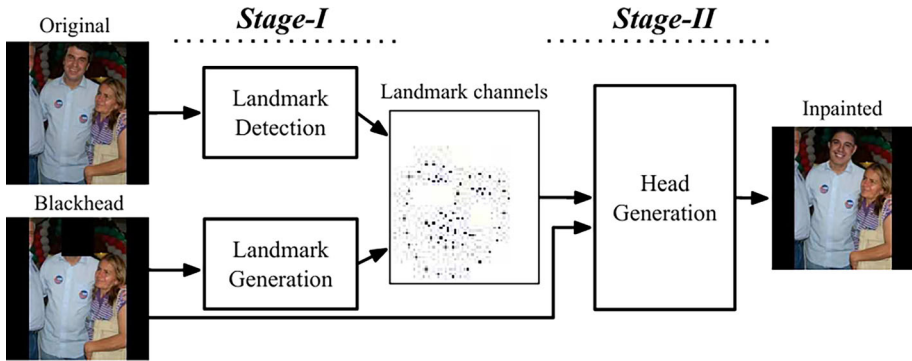 Original
Stage-I
Stage-II
Landmark
Detection
Landmark channels
Inpainted
Blackhead
Landmark
Generation
Head
Generation